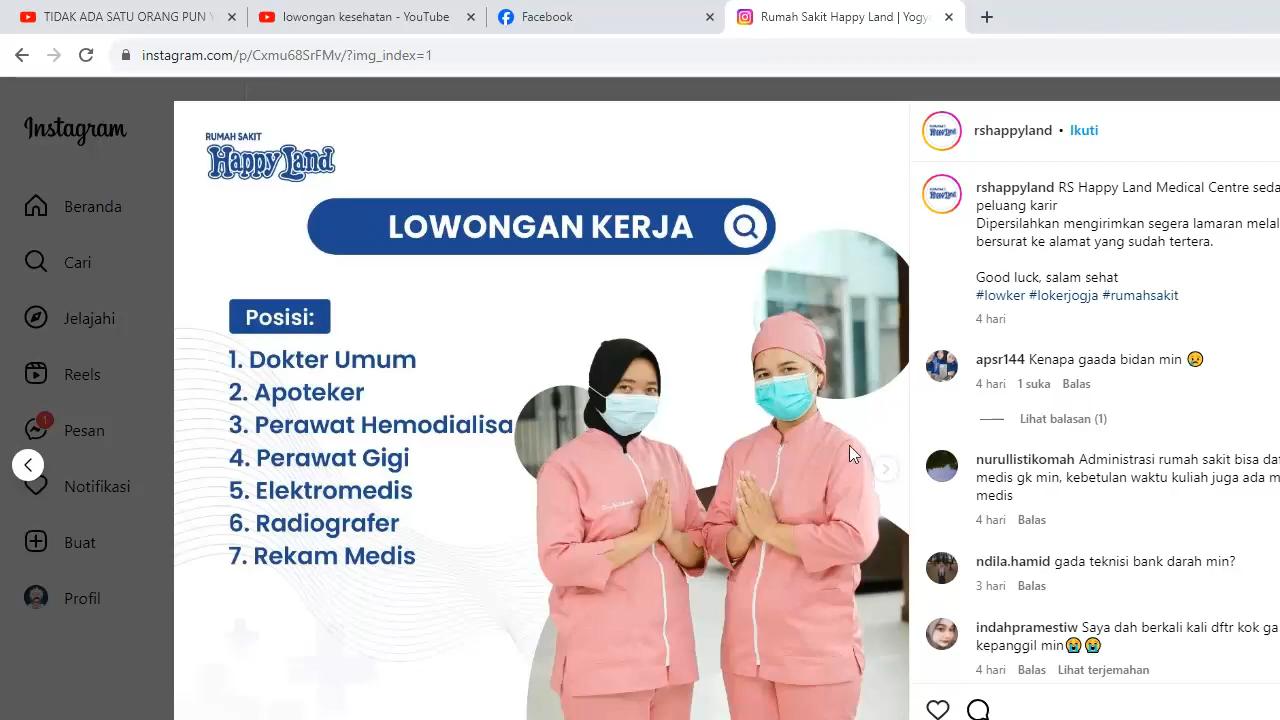 TIDAK ADA SATU ORANG PUN Y
lowongan kesehatan - YouTube
Facebook
Rumah Sakit Happy Land | Yogy
instagram.com/p/Cxmu68SrFMv/?img_index=1
Instagram
Beranda
Cari
Jelajahi
Reels
1
Pesan
Notifikasi
Buat
Profil
RUMAH SAKIT
Happy Land
LOWONGAN KERJA
Posisi:
1. Dokter Umum
2. Apoteker
3. Perawat Hemodialisa
4. Perawat Gigi
5. Elektromedis
6. Radiografer
7. Rekam Medis
rshappyland • Ikuti
rshappyland RS Happy Land Medical Centre seda
peluang karir
Dipersilahkan mengirimkan segera lamaran melal
bersurat ke alamat yang sudah tertera.
Good luck, salam sehat
#lowker #lokerjogja #rumahsakit
4 hari
apsr144 Kenapa gaada bidan min 😢
4 hari 1 suka Balas
Lihat balasan (1)
nurullistikomah Administrasi rumah sakit bisa daf
medis gk min, kebetulan waktu kuliah juga ada m
medis
4 hari Balas
ndila.hamid gada teknisi bank darah min?
3 hari Balas
indahpramestiw Saya dah berkali kali dftr kok ga
kepanggil min😭😭
4 hari Balas Lihat terjemahan